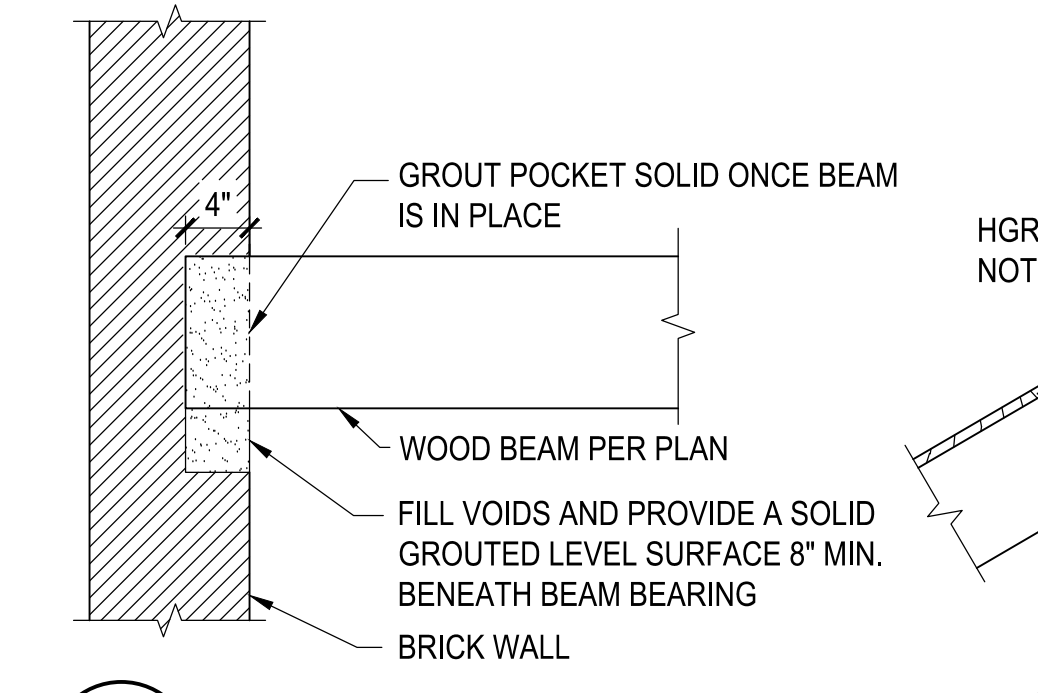 GROUT POCKET SOLID ONCE BEAM
IS IN PLACE
4"
HGR
NOT
WOOD BEAM PER PLAN
FILL VOIDS AND PROVIDE A SOLID
GROUTED LEVEL SURFACE 8" MIN.
BENEATH BEAM BEARING
BRICK WALL